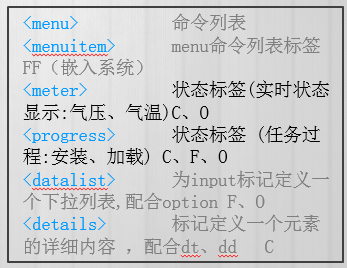 <menu> 命令列表
<menuitem> menu命令列表标签
FF（嵌入系统）
<meter> 状态标签(实时状态
显示:气压、气温)C、O
<progress> 状态标签 (任务过
程:安装、加载) C、F、O
<datalist> 为input标记定义一
个下拉列表,配合option F、O
<details> 标记定义一个元素
的详细内容 ，配合dt、dd C